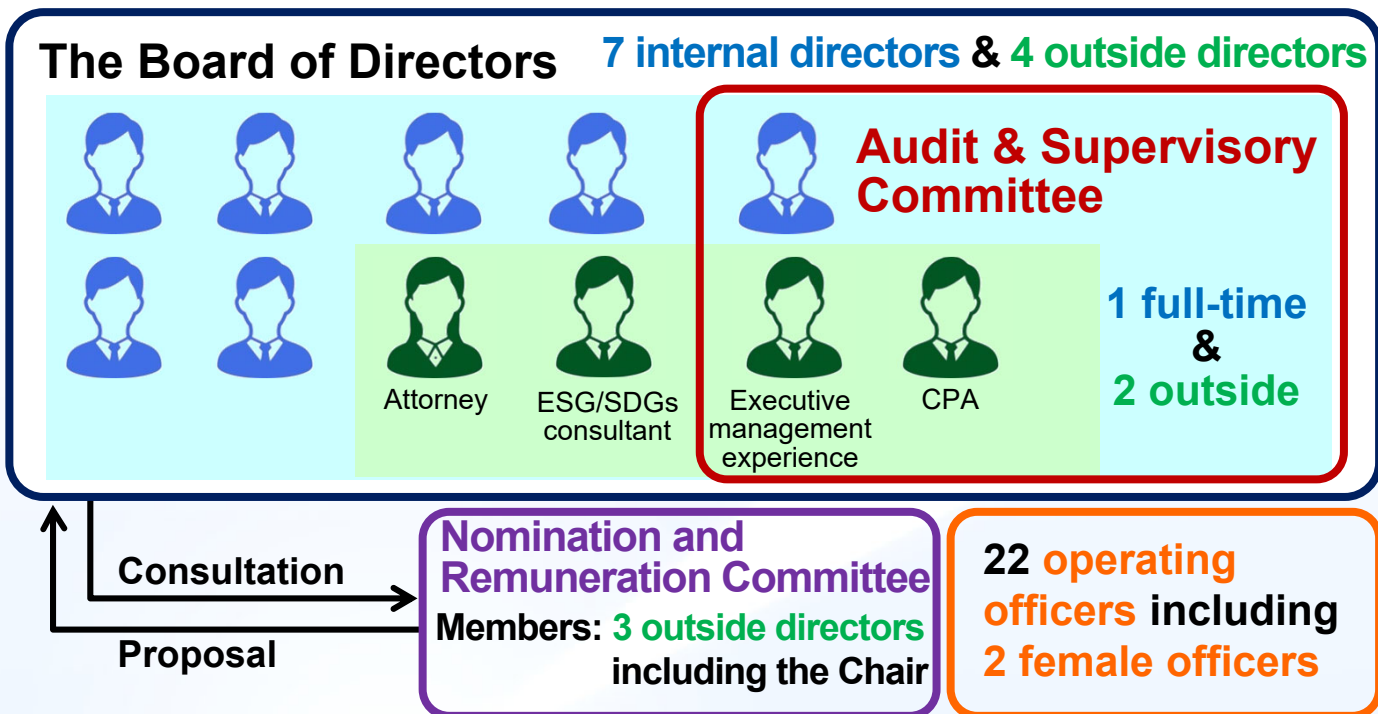 The Board of Directors
7 internal directors & 4 outside directors
Audit & Supervisory
Committee
1 full-time
&
2 outside
Attorney
ESG/SDGs
consultant
Executive
management
experience
CPA
Consultation
Proposal
Nomination and
Remuneration Committee
Members: 3 outside directors
including the Chair
22 operating
officers including
2 female officers